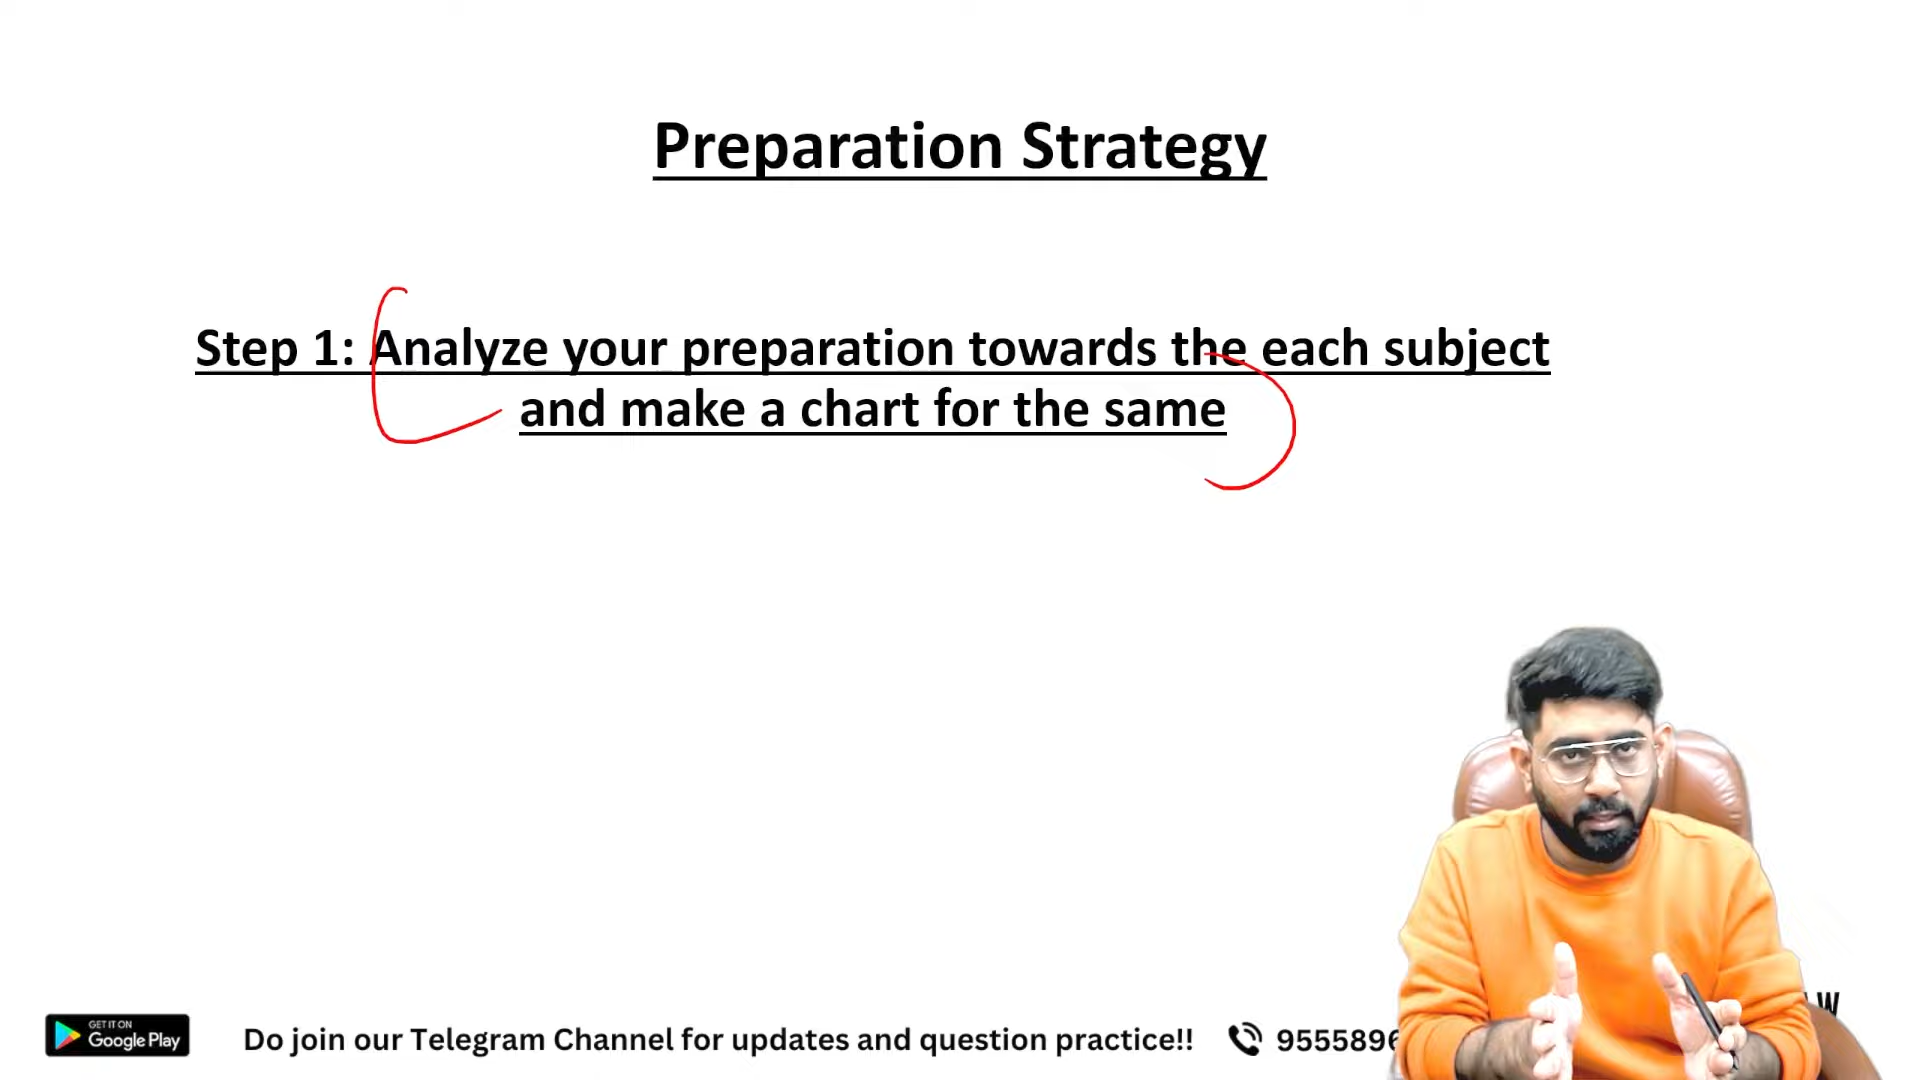 Preparation Strategy
Step 1: Analyze your preparation towards the each subject
and make a chart for the same
GET IT ON
Google Play
Do join our Telegram Channel for updates and question practice!!
955589
W